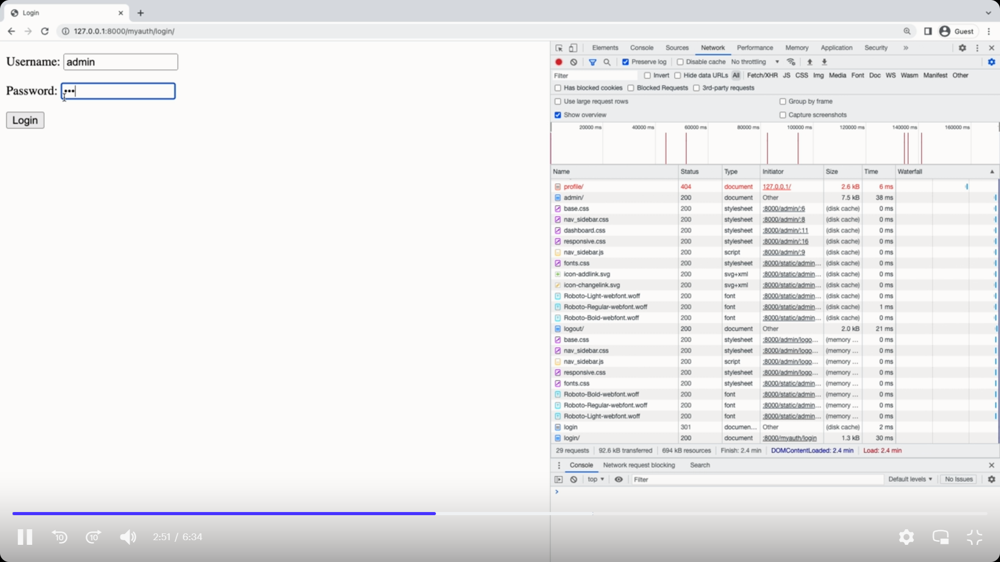 Login
127.0.0.1:8000/myauth/login/
Guest
Username: admin
Password: •••
Login
Elements Console Sources Network Performance Memory Application Security »
Preserve log Disable cache No throttling
Filter Invert Hide data URLs All Fetch/XHR JS CSS Img Media Font Doc WS Wasm Manifest Other
Has blocked cookies Blocked Requests 3rd-party requests
Use large request rows Group by frame
Show overview Capture screenshots
20000 ms 40000 ms 60000 ms 80000 ms 100000 ms 120000 ms 140000 ms 160000 ms
Name Status Type Initiator Size Time Waterfall
profile/ 404 document 127.0.0.1/ 2.6 kB 6 ms
admin/ 200 document Other 7.5 kB 38 ms
base.css 200 stylesheet :8000/admin/:6 (disk cache) 0 ms
nav_sidebar.css 200 stylesheet :8000/admin/:8 (disk cache) 0 ms
dashboard.css 200 stylesheet :8000/admin/:11 (disk cache) 0 ms
responsive.css 200 stylesheet :8000/admin/:16 (disk cache) 0 ms
nav_sidebar.js 200 script :8000/admin/:9 (disk cache) 0 ms
fonts.css 200 stylesheet :8000/static/admin... (disk cache) 0 ms
icon-addlink.svg 200 svg+xml :8000/static/admin... (disk cache) 0 ms
icon-changelink.svg 200 svg+xml :8000/static/admin... (disk cache) 0 ms
Roboto-Light-webfont.woff 200 font :8000/static/admin... (disk cache) 0 ms
Roboto-Regular-webfont.woff 200 font :8000/static/admin... (disk cache) 1 ms
Roboto-Bold-webfont.woff 200 font :8000/static/admin... (disk cache) 0 ms
logout/ 200 document Other 2.0 kB 21 ms
base.css 200 stylesheet :8000/admin/logo... (memory ... 0 ms
nav_sidebar.css 200 stylesheet :8000/admin/logo... (memory ... 0 ms
nav_sidebar.js 200 script :8000/admin/logo... (memory ... 0 ms
responsive.css 200 stylesheet :8000/admin/logo... (memory ... 0 ms
fonts.css 200 stylesheet :8000/static/admin... (memory ... 0 ms
Roboto-Bold-webfont.woff 200 font :8000/static/admin... (memory ... 0 ms
Roboto-Regular-webfont.woff 200 font :8000/static/admin... (memory ... 0 ms
Roboto-Light-webfont.woff 200 font :8000/static/admin... (memory ... 0 ms
login 301 documen... Other (disk cache) 2 ms
login/ 200 document :8000/myauth/login 1.3 kB 30 ms
29 requests 92.6 kB transferred 694 kB resources Finish: 2.4 min DOMContentLoaded: 2.4 min Load: 2.4 min
Console Network request blocking Search
top Filter Default levels No Issues
10 10 2:51 / 6:34